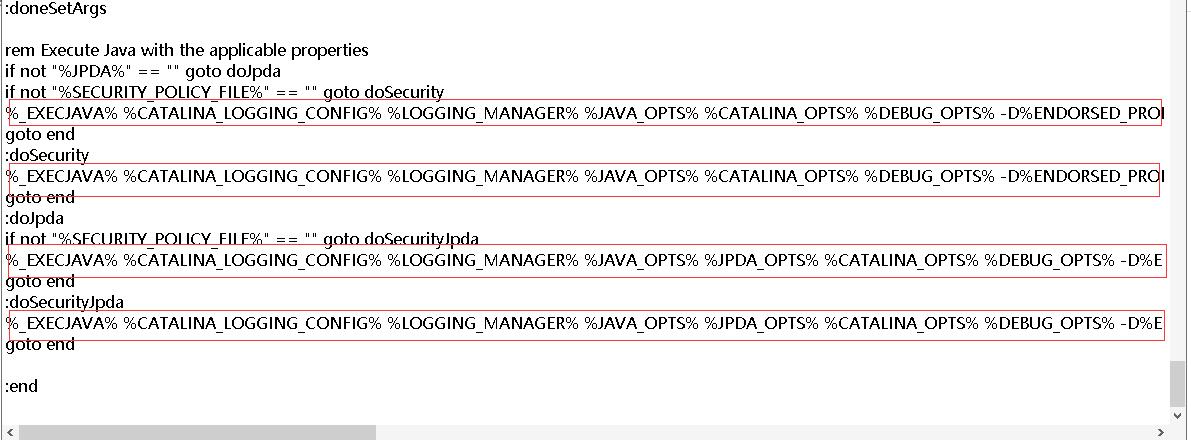 :doneSetArgs
rem Execute Java with the applicable properties
if not "%JPDA%" == "" goto doJpda
if not "%SECURITY_POLICY_FILE%" == "" goto doSecurity
%_EXECJAVA% %CATALINA_LOGGING_CONFIG% %LOGGING_MANAGER% %JAVA_OPTS% %CATALINA_OPTS% %DEBUG_OPTS% -D%ENDORSED_PROI
goto end
:doSecurity
%_EXECJAVA% %CATALINA_LOGGING_CONFIG% %LOGGING_MANAGER% %JAVA_OPTS% %CATALINA_OPTS% %DEBUG_OPTS% -D%ENDORSED_PROI
goto end
:doJpda
if not "%SECURITY_POLICY_FILE%" == "" goto doSecurityJpda
%_EXECJAVA% %CATALINA_LOGGING_CONFIG% %LOGGING_MANAGER% %JAVA_OPTS% %JPDA_OPTS% %CATALINA_OPTS% %DEBUG_OPTS% -D%E
goto end
:doSecurityJpda
%_EXECJAVA% %CATALINA_LOGGING_CONFIG% %LOGGING_MANAGER% %JAVA_OPTS% %JPDA_OPTS% %CATALINA_OPTS% %DEBUG_OPTS% -D%E
goto end
:end